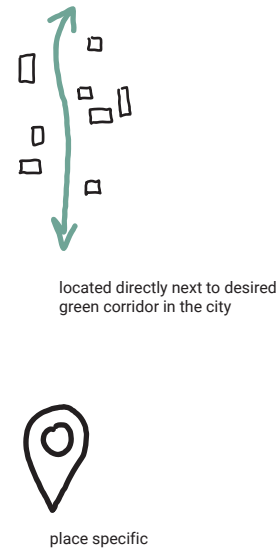 located directly next to desired
green corridor in the city
place specific